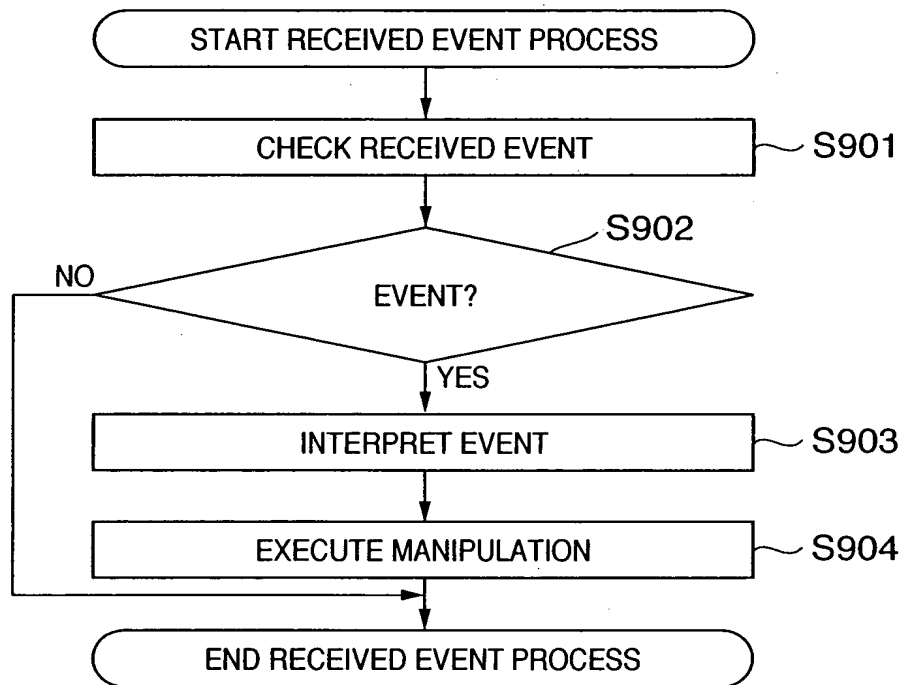 START RECEIVED EVENT PROCESS
CHECK RECEIVED EVENT
S901
S902
NO
EVENT?
YES
INTERPRET EVENT
S903
EXECUTE MANIPULATION
S904
END RECEIVED EVENT PROCESS